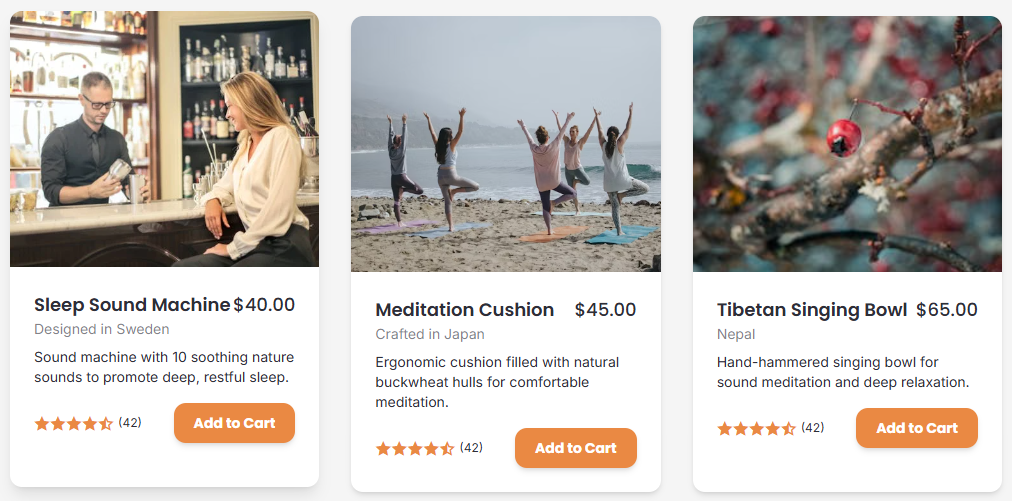 Sleep Sound Machine $40.00
Designed in Sweden
Sound machine with 10 soothing nature
sounds to promote deep, restful sleep.
(42) Add to Cart
Meditation Cushion $45.00
Crafted in Japan
Ergonomic cushion filled with natural
buckwheat hulls for comfortable
meditation.
(42) Add to Cart
Tibetan Singing Bowl $65.00
Nepal
Hand-hammered singing bowl for
sound meditation and deep relaxation.
(42) Add to Cart